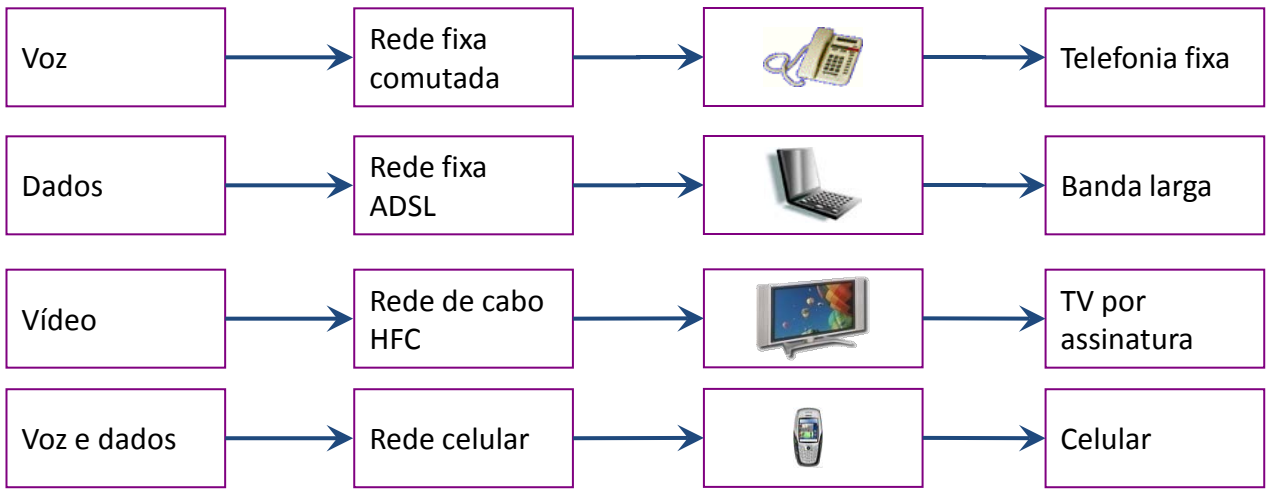 Voz
Rede fixa
comutada
Telefonia fixa
Dados
Rede fixa
ADSL
Banda larga
Vídeo
Rede de cabo
HFC
TV por
assinatura
Voz e dados
Rede celular
Celular